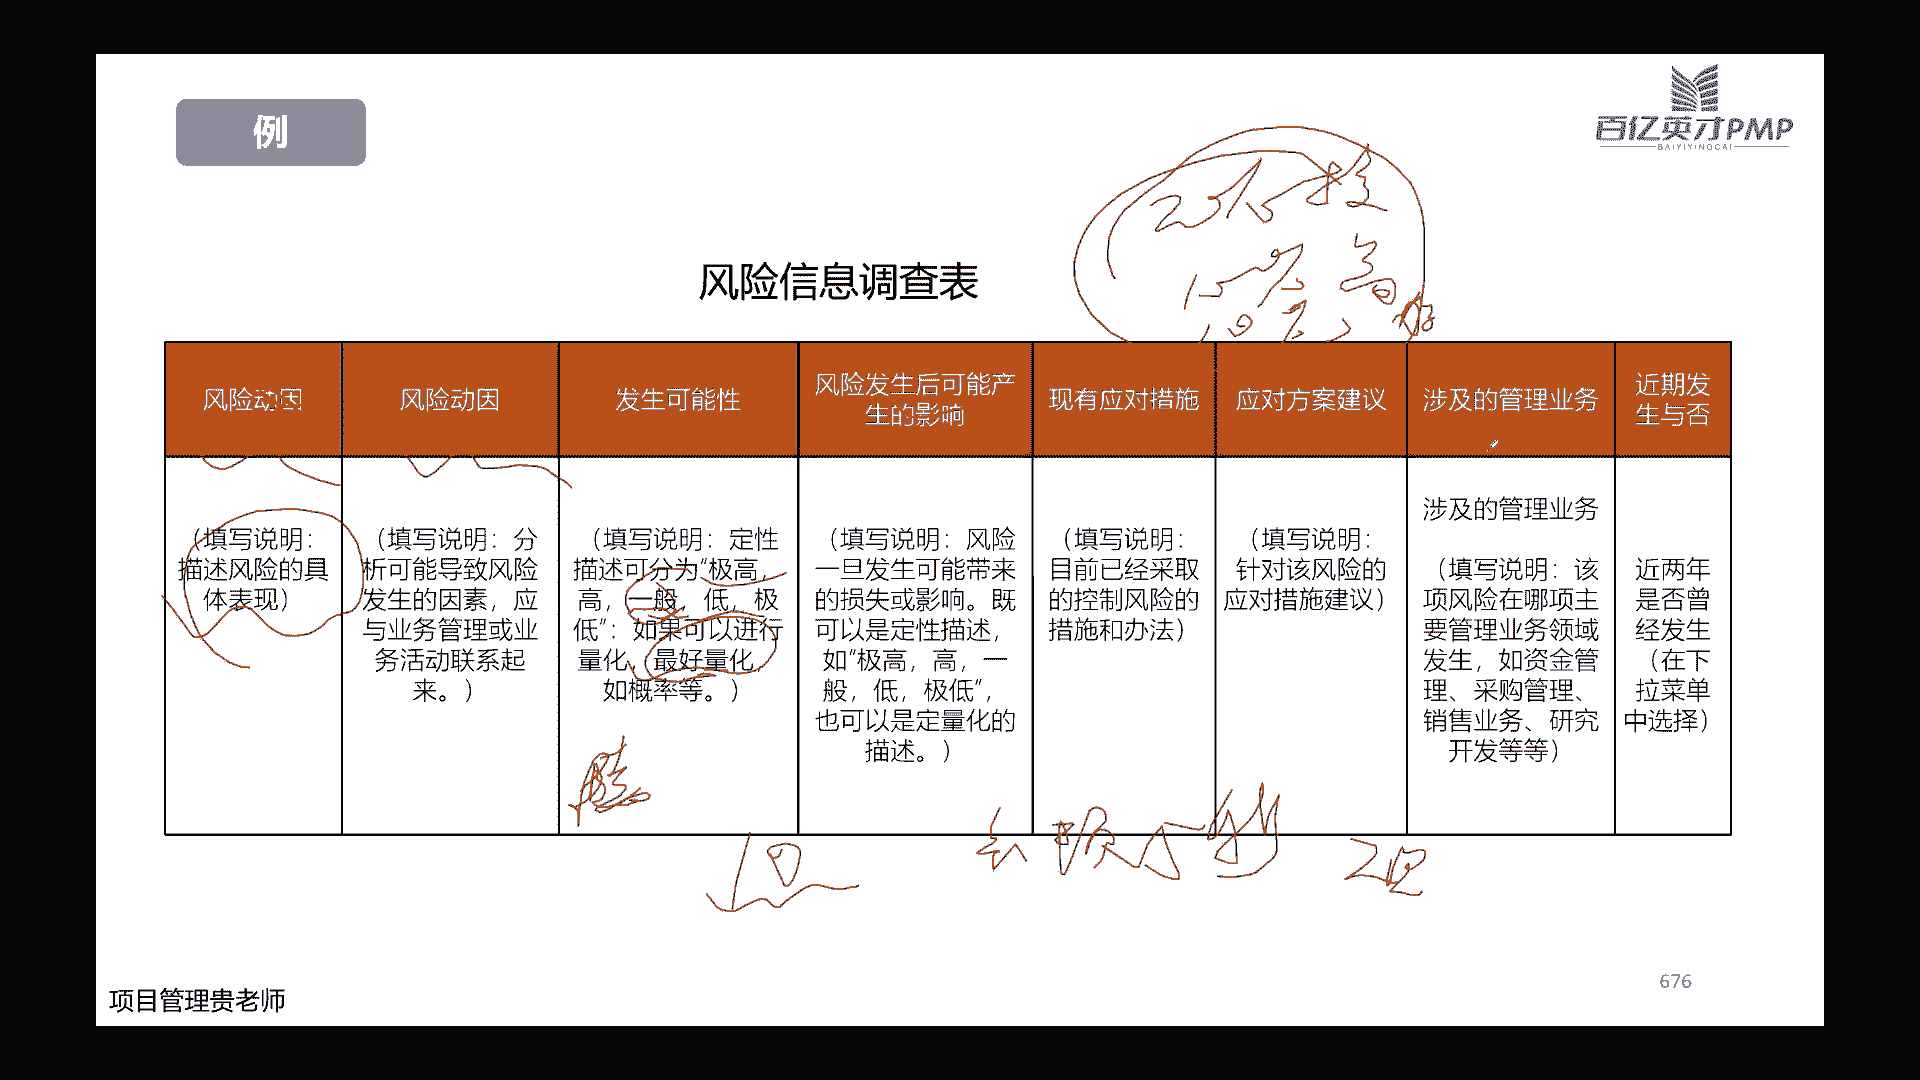 例
百亿英才PMP
BAIYIYINGCAI
风险信息调查表
风险动因
风险动因
发生可能性
风险发生后可能产
生的影响
现有应对措施
应对方案建议
涉及的管理业务
近期发
生与否
（填写说明：
描述风险的具
体表现）
（填写说明：分
析可能导致风险
发生的因素，应
与业务管理或业
务活动联系起
来。）
（填写说明：定性
描述可分为“极高，
高，一般，低，极
低”：如果可以进行
量化，最好量化，
如概率等。）
（填写说明：风险
一旦发生可能带来
的损失或影响。既
可以是定性描述，
如“极高，高，一
般，低，极低”，
也可以是定量化的
描述。）
（填写说明：
目前已经采取
的控制风险的
措施和办法）
（填写说明：
针对该风险的
应对措施建议）
涉及的管理业务
（填写说明：该
项风险在哪项主
要管理业务领域
发生，如资金管
理、采购管理、
销售业务、研究
开发等等）
近两年
是否曾
经发生
（在下
拉菜单
中选择）
676
项目管理贵老师